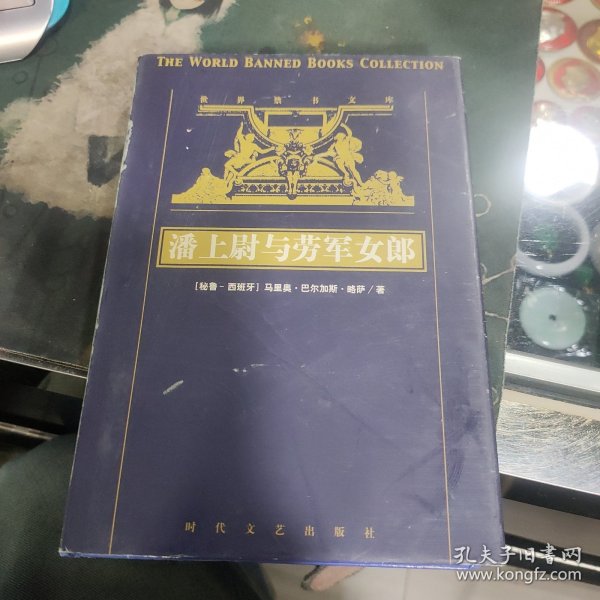 THE WORLD BANNED BOOKS COLLECTION
世界禁书文库
潘上尉与劳军女郎
[秘鲁-西班牙] 马里奥·巴尔加斯·略萨/著
时代文艺出版社
孔夫子旧书网
www.kongfz.com